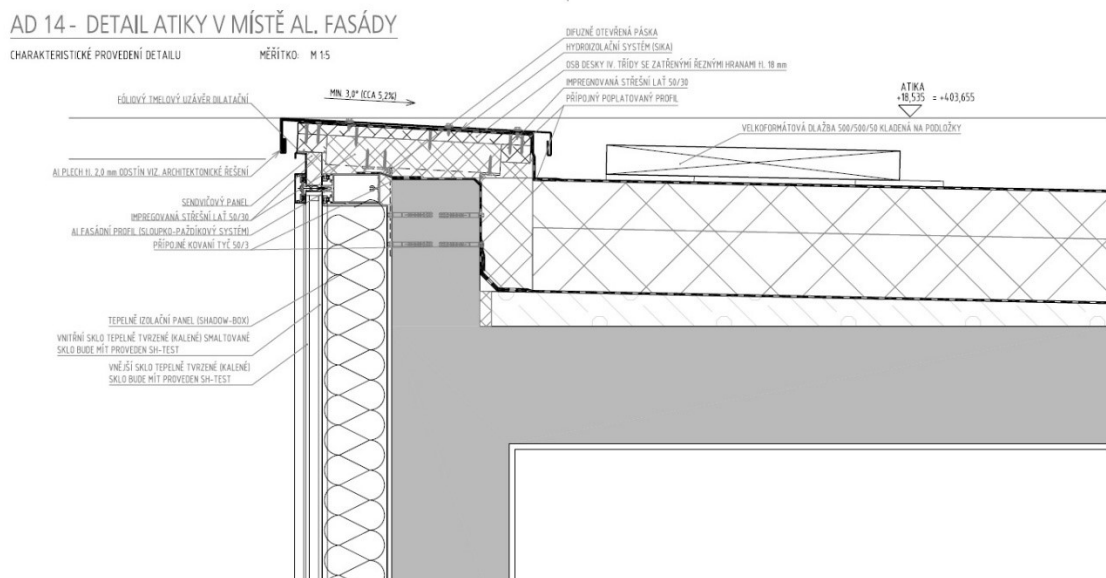 AD 14 - DETAIL ATIKY V MÍSTĚ AL. FASÁDY
CHARAKTERISTICKÉ PROVEDENÍ DETAILU MĚŘÍTKO: M 1:5
DIFUZNĚ OTEVŘENÁ PÁSKA
HYDROIZOLAČNÍ SYSTÉM (SIKA)
OSB DESKY IV. TŘÍDY SE ZATŘENÝMI ŘEZNÝMI HRANAMI tl. 18 mm
IMPREGNOVANÁ STŘEŠNÍ LAŤ 50/30
PŘÍPOJNÝ POPLATOVANÝ PROFIL
FÓLIOVÝ TMELOVÝ UZÁVĚR DILATAČNÍ
MIN. 3,0° (CCA 5,2%)
ATIKA
+18,535 = +403,655
VELKOFORMÁTOVÁ DLAŽBA 500/500/50 KLADENÁ NA PODLOŽKY
Al PLECH tl. 2,0 mm ODSTÍN VIZ. ARCHITEKTONICKÉ ŘEŠENÍ
SENDVIČOVÝ PANEL
IMPREGOVANÁ STŘEŠNÍ LAŤ 50/30
Al FASÁDNÍ PROFIL (SLOUPKO-PAŽDÍKOVÝ SYSTÉM)
PŘÍPOJNÉ KOVANÍ TYČ 50/3
TEPELNĚ IZOLAČNÍ PANEL (SHADOW-BOX)
VNITŘNÍ SKLO TEPELNĚ TVRZENÉ (KALENÉ) SMALTOVANÉ
SKLO BUDE MÍT PROVEDEN SH-TEST
VNĚJŠÍ SKLO TEPELNĚ TVRZENÉ (KALENÉ)
SKLO BUDE MÍT PROVEDEN SH-TEST